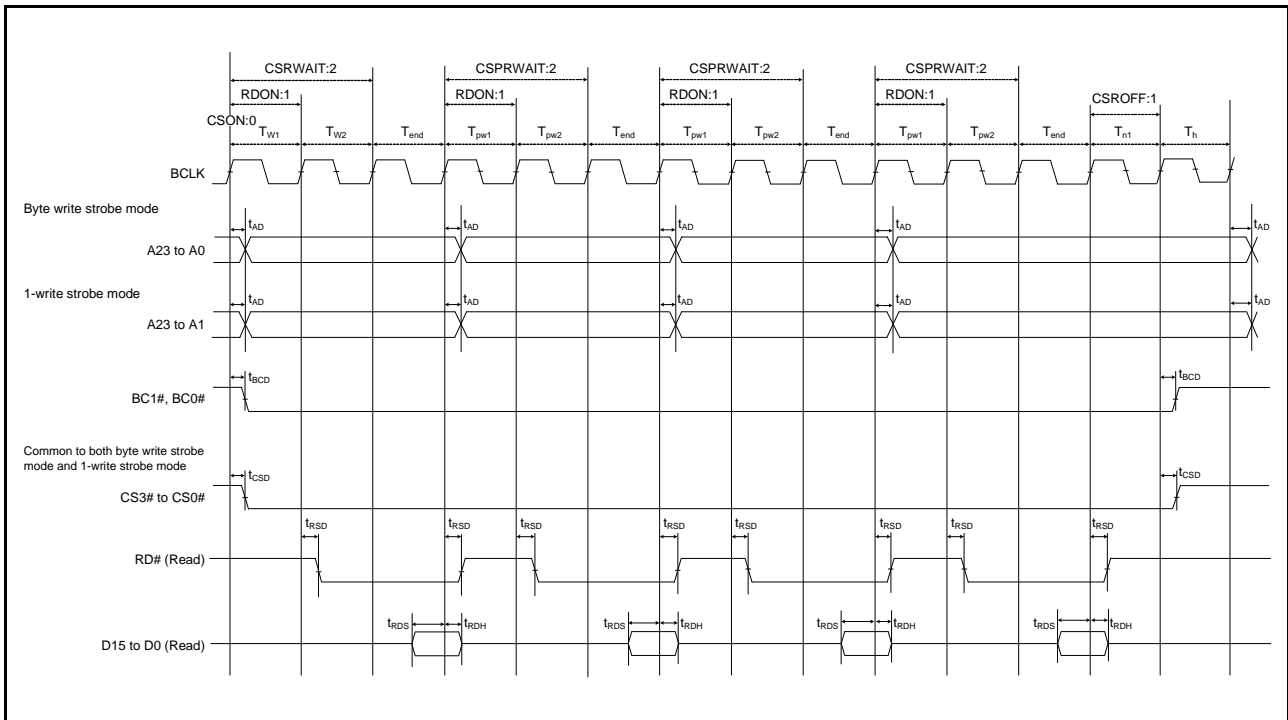 CSRWAIT:2 CSPRWAIT:2 CSPRWAIT:2 CSPRWAIT:2
RDON:1 RDON:1 RDON:1 RDON:1 CSROFF:1
CSON:0
TW1 TW2 Tend Tpw1 Tpw2 Tend Tpw1 Tpw2 Tend Tpw1 Tpw2 Tend Tn1 Th
BCLK
Byte write strobe mode
tAD tAD tAD tAD tAD
A23 to A0
1-write strobe mode
tAD tAD tAD tAD tAD
A23 to A1
tBCD tBCD
BC1#, BC0#
Common to both byte write strobe
mode and 1-write strobe mode
tCSD tCSD
CS3# to CS0#
tRSD tRSD tRSD tRSD tRSD tRSD tRSD tRSD
RD# (Read)
tRDS tRDH tRDS tRDH tRDS tRDH tRDS tRDH
D15 to D0 (Read)